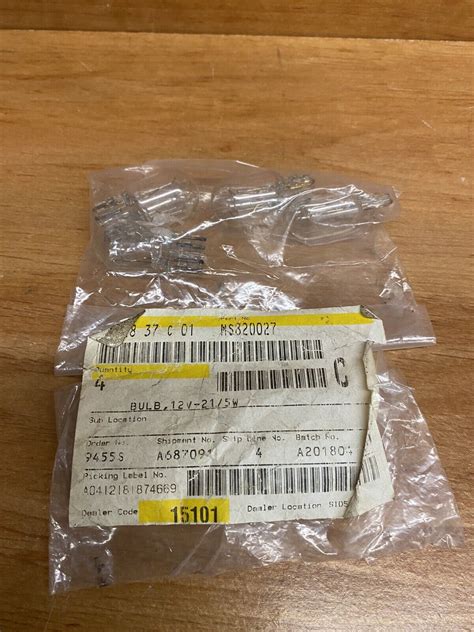 8 37 C 01 MS820027
Quantity
4 C
BULB, 12V-21/5W
Sub Location
Order No. Shipment No. Ship Line No. Batch No.
9455S A687091 4 A201804
Picking Label No.
A0412181874669
Dealer Code 15101 Dealer Location SID5